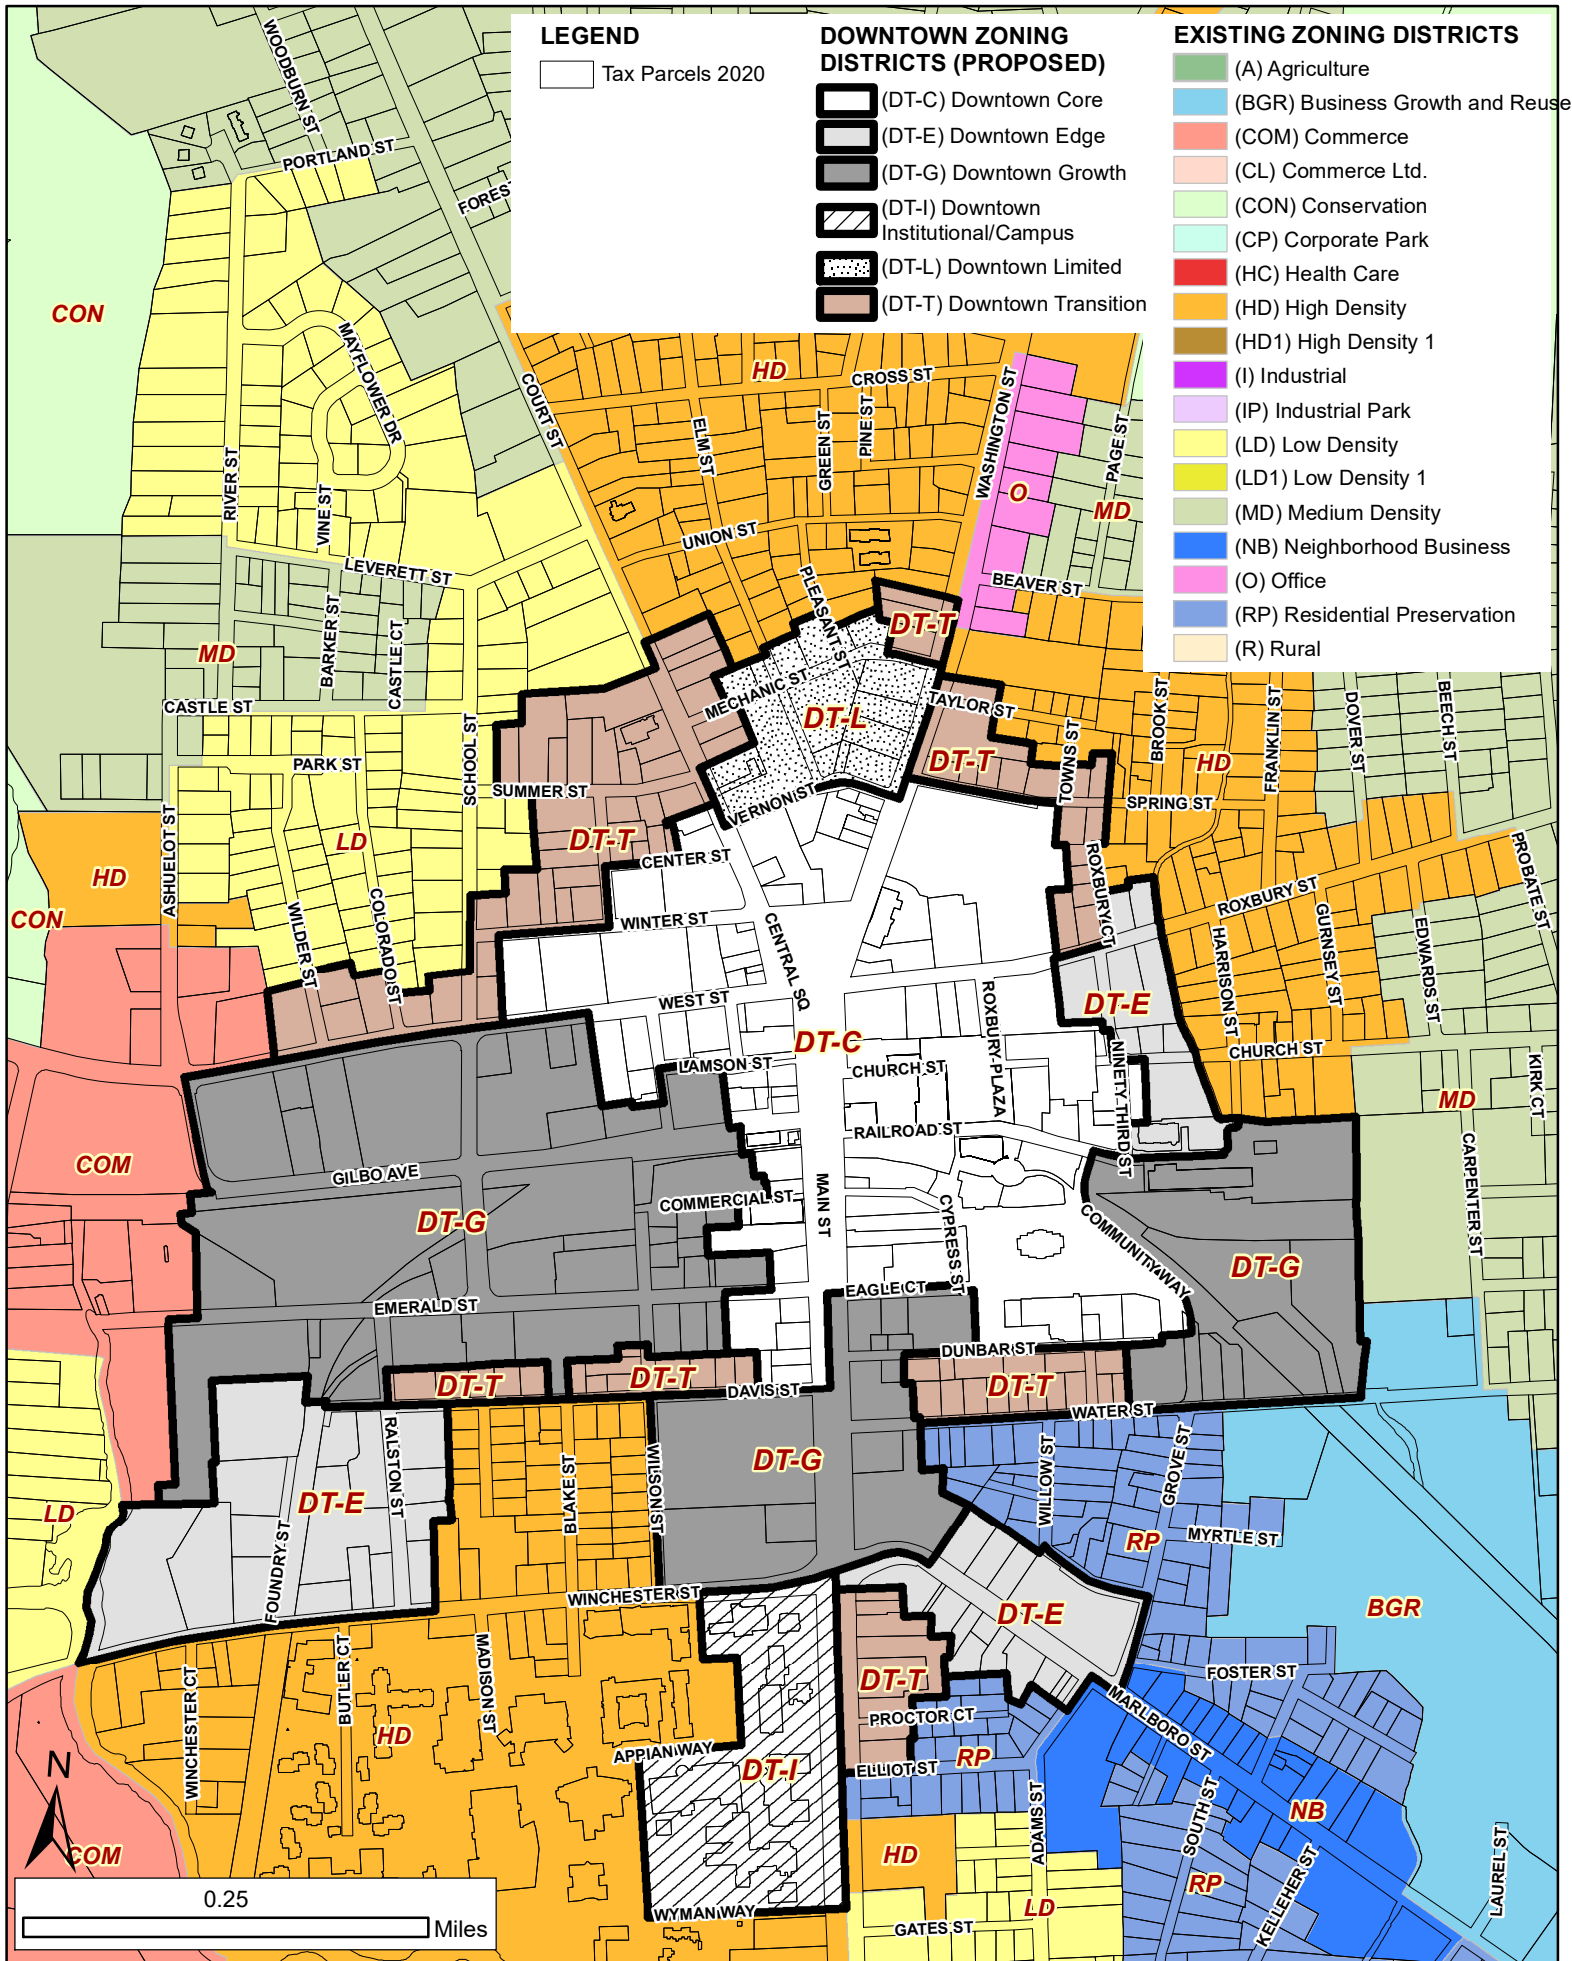 LEGEND
Tax Parcels 2020
DOWNTOWN ZONING
DISTRICTS (PROPOSED)
(DT-C) Downtown Core
(DT-E) Downtown Edge
(DT-G) Downtown Growth
(DT-I) Downtown
Institutional/Campus
(DT-L) Downtown Limited
(DT-T) Downtown Transition
EXISTING ZONING DISTRICTS
(A) Agriculture
(BGR) Business Growth and Reuse
(COM) Commerce
(CL) Commerce Ltd.
(CON) Conservation
(CP) Corporate Park
(HC) Health Care
(HD) High Density
(HD1) High Density 1
(I) Industrial
(IP) Industrial Park
(LD) Low Density
(LD1) Low Density 1
(MD) Medium Density
(NB) Neighborhood Business
(O) Office
(RP) Residential Preservation
(R) Rural
WOODBURN ST
PORTLAND ST
FORES
CON
MAYFLOWER DR
COURT ST
HD
CROSS ST
WASHINGTON ST
ELM ST
GREEN ST
PINE ST
PAGE ST
RIVER ST
VINE ST
O
MD
UNION ST
LEVERETT ST
PLEASANT ST
BEAVER ST
BARKER ST
CASTLE CT
DT-T
MD
MECHANIC ST
CASTLE ST
DT-L
TAYLOR ST
TOWNS ST
BROOK ST
FRANKLIN ST
DOVER ST
BEECH ST
PARK ST
SCHOOL ST
SUMMER ST
VERNON ST
DT-T
HD
SPRING ST
ASHUELOT ST
LD
DT-T
CENTER ST
ROXBURY CT
PROBATE ST
HD
CON
WILDER ST
COLORADO ST
WINTER ST
CENTRAL SQ
ROXBURY ST
HARRISON ST
GURNSEY ST
EDWARDS ST
WEST ST
DT-C
ROXBURY PLAZA
DT-E
LAMSON ST
CHURCH ST
NINETY THIRD ST
CHURCH ST
KIRK CT
RAILROAD ST
MD
COM
GILBO AVE
CARPENTER ST
DT-G
COMMERCIAL ST
MAIN ST
CYPRESS ST
COMMUNITY WAY
DT-G
EMERALD ST
EAGLE CT
DUNBAR ST
DT-T
DT-T
DAVIS ST
DT-T
WATER ST
LD
DT-E
RALSTON ST
FOUNDRY ST
BLAKE ST
WILSON ST
DT-G
WILLOW ST
GROVE ST
RP
MYRTLE ST
BGR
WINCHESTER ST
DT-E
WINCHESTER CT
BUTLER CT
MADISON ST
HD
APPIAN WAY
DT-I
DT-T
PROCTOR CT
ELLIOT ST
RP
FOSTER ST
MARLBORO ST
ADAMS ST
SOUTH ST
NB
N
COM
HD
LD
RP
KELLEHER ST
LAUREL ST
WYMAN WAY
GATES ST
0.25
Miles